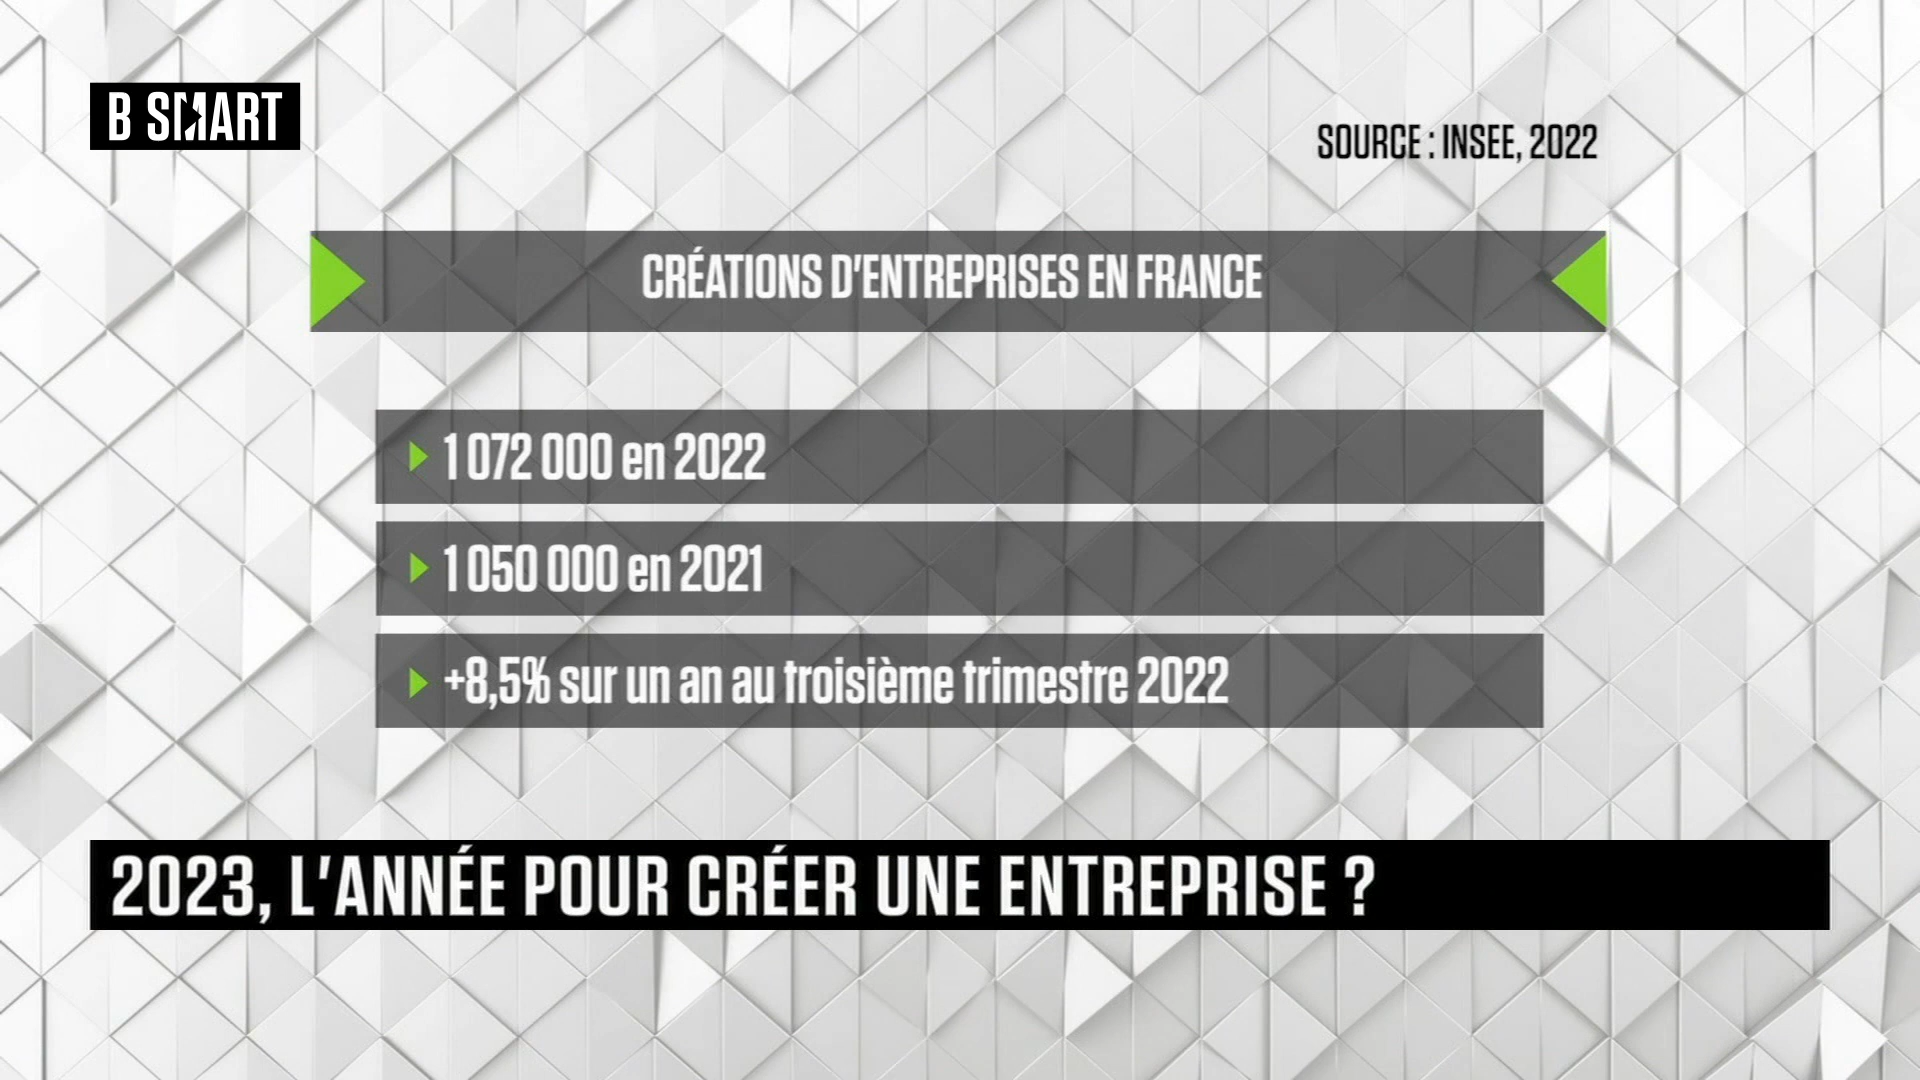 B SMART
SOURCE : INSEE, 2022
CRÉATIONS D'ENTREPRISES EN FRANCE
1 072 000 en 2022
1 050 000 en 2021
+8,5% sur un an au troisième trimestre 2022
2023, L'ANNÉE POUR CRÉER UNE ENTREPRISE ?